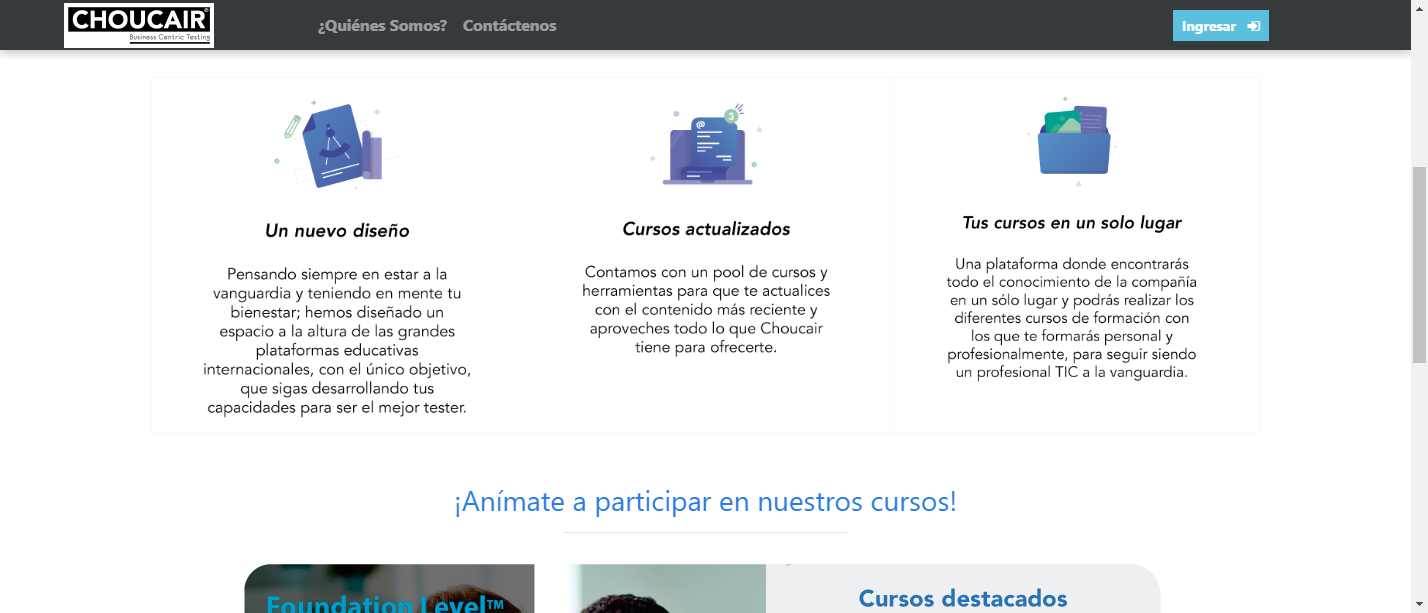 CHOUCAIR®
Business Centric Testing
¿Quiénes Somos?
Contáctenos
Ingresar
@
3
Un nuevo diseño
Pensando siempre en estar a la
vanguardia y teniendo en mente tu
bienestar; hemos diseñado un
espacio a la altura de las grandes
plataformas educativas
internacionales, con el único objetivo,
que sigas desarrollando tus
capacidades para ser el mejor tester.
Cursos actualizados
Contamos con un pool de cursos y
herramientas para que te actualices
con el contenido más reciente y
aproveches todo lo que Choucair
tiene para ofrecerte.
Tus cursos en un solo lugar
Una plataforma donde encontrarás
todo el conocimiento de la compañía
en un sólo lugar y podrás realizar los
diferentes cursos de formación con
los que te formarás personal y
profesionalmente, para seguir siendo
un profesional TIC a la vanguardia.
¡Anímate a participar en nuestros cursos!
Foundation Level™
Cursos destacados